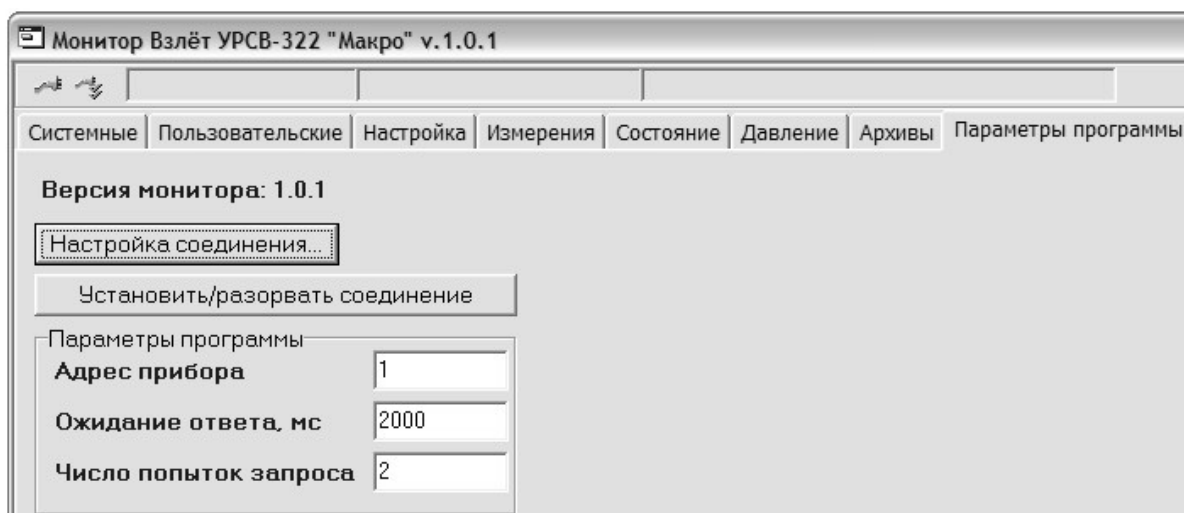 Монитор Взлёт УРСВ-322 "Макро" v.1.0.1
Системные Пользовательские Настройка Измерения Состояние Давление Архивы Параметры программы
Версия монитора: 1.0.1
Настройка соединения...
Установить/разорвать соединение
Параметры программы
Адрес прибора 1
Ожидание ответа, мс 2000
Число попыток запроса 2